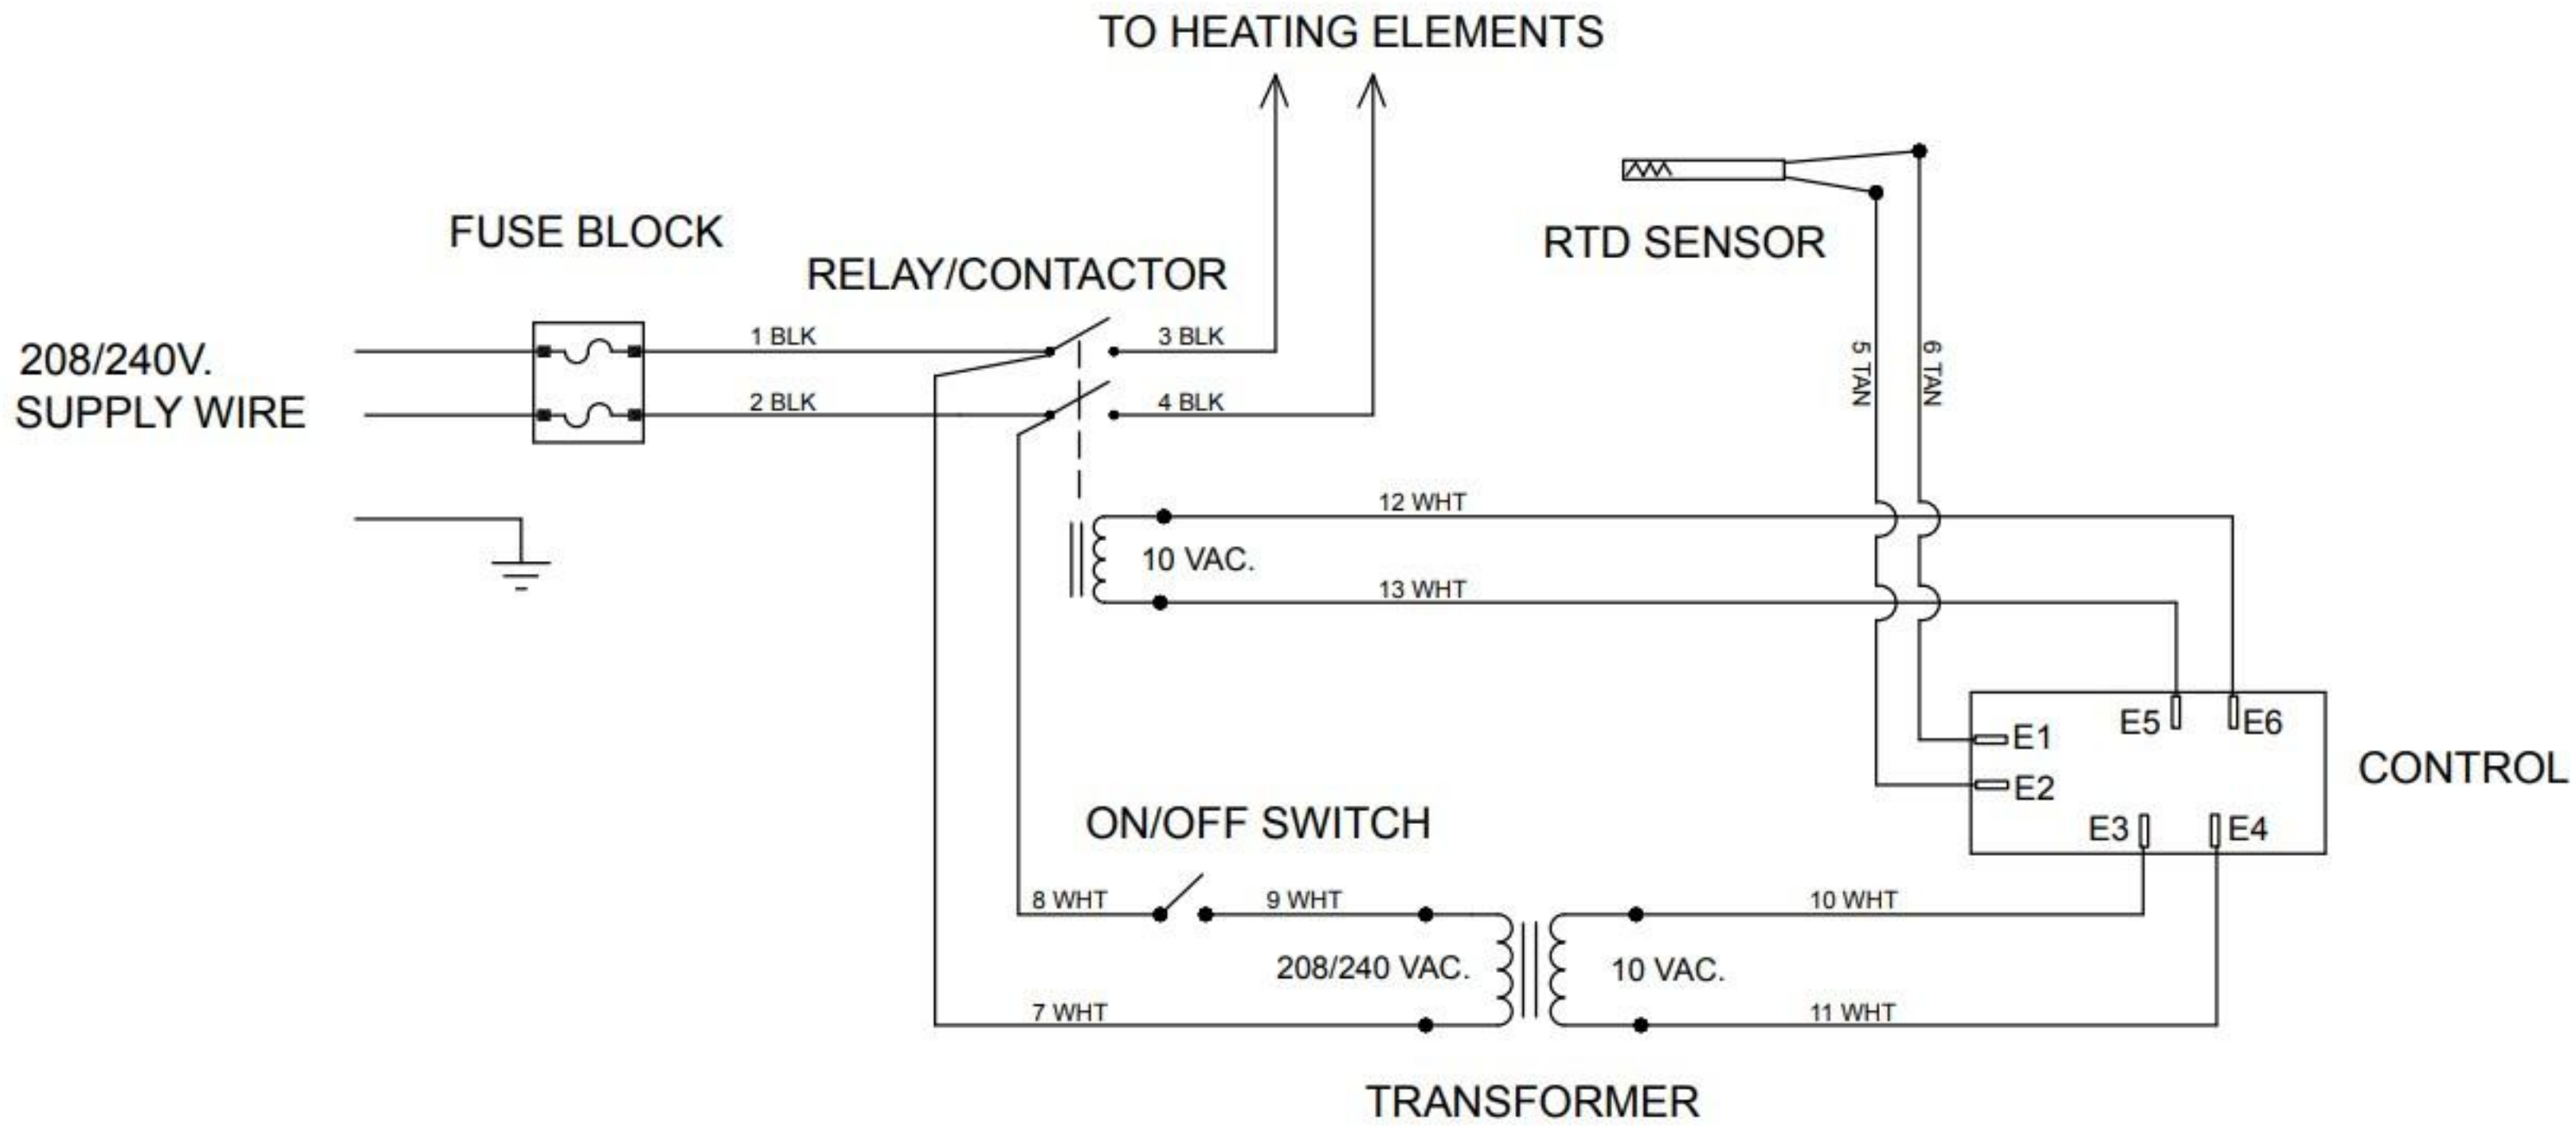 TO HEATING ELEMENTS
FUSE BLOCK
RELAY/CONTACTOR
RTD SENSOR
208/240V.
SUPPLY WIRE
1 BLK
3 BLK
2 BLK
4 BLK
5 TAN
6 TAN
12 WHT
10 VAC.
13 WHT
E5
E6
E1
E2
E3
E4
CONTROL
ON/OFF SWITCH
8 WHT
9 WHT
10 WHT
208/240 VAC.
10 VAC.
7 WHT
11 WHT
TRANSFORMER